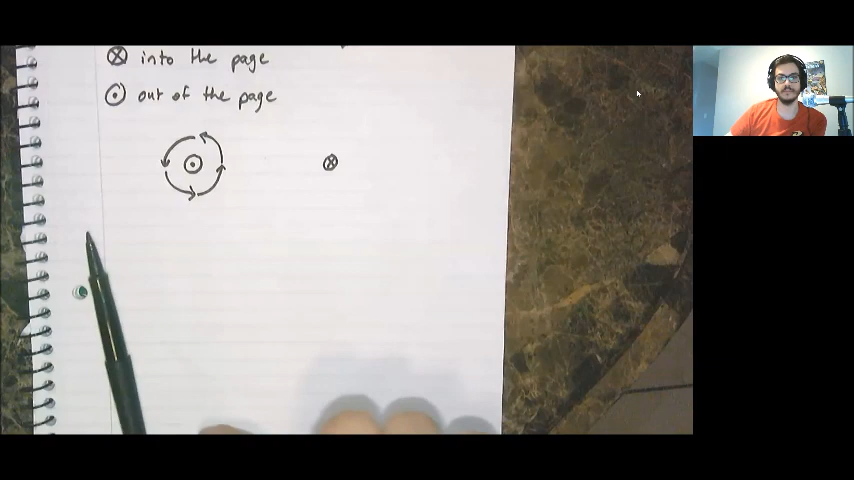 ⊗ into the page
⊙ out of the page